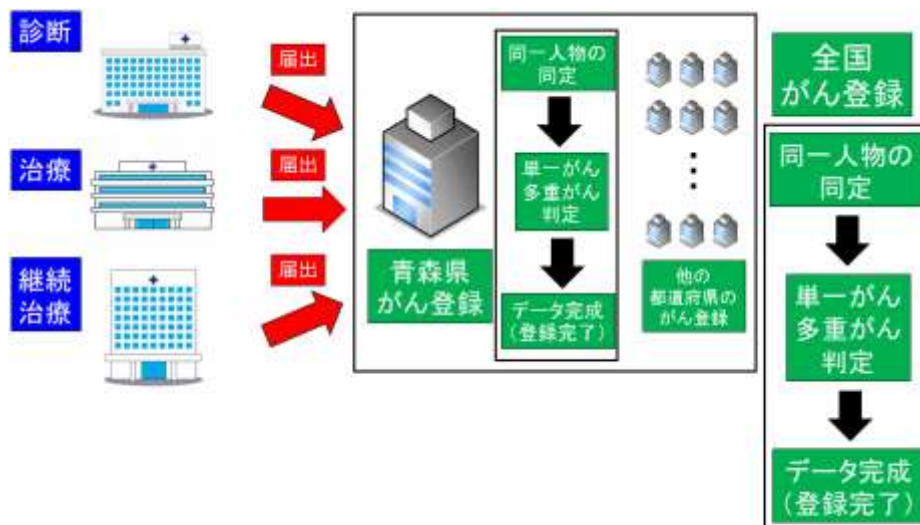 診断
届出
治療
届出
継続
治療
届出
青森県
がん登録
同一人物の
同定
単一がん
多重がん
判定
データ完成
(登録完了)
他の
都道府県の
がん登録
全国
がん登録
同一人物の
同定
単一がん
多重がん
判定
データ完成
(登録完了)